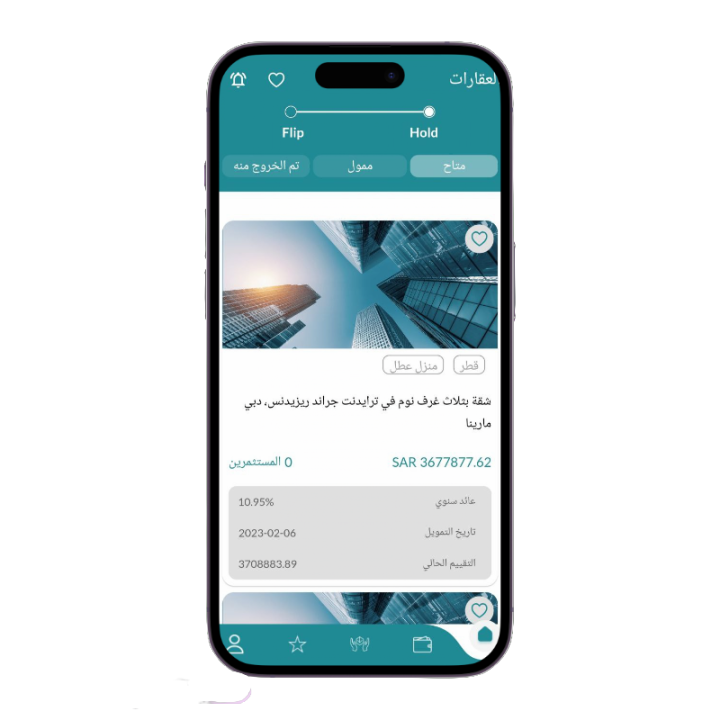 لعقارات
Flip
Hold
متاح
ممول
تم الخروج منه
قطر
منزل عطل
شقة بثلاث غرف نوم في ترايدنت جراند ريزيدنس، دبي
مارينا
SAR 3677877.62
0 المستثمرين
عائد سنوي 10.95%
تاريخ التمويل 2023-02-06
التقييم الحالي 3708883.89